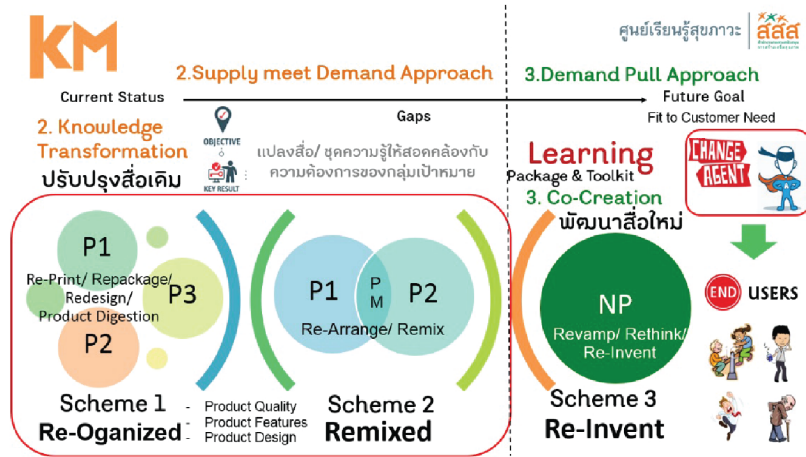 KM
ศูนย์เรียนรู้สุขภาวะ
สสส
2.Supply meet Demand Approach
3.Demand Pull Approach
Current Status
Gaps
Future Goal
Fit to Customer Need
2. Knowledge
Transformation
ปรับปรุงสื่อเดิม
OBJECTIVE
KEY RESULT
แปลงสื่อ/ ชุดความรู้ให้สอดคล้องกับ
ความต้องการของกลุ่มเป้าหมาย
Learning
Package & Toolkit
3. Co-Creation
พัฒนาสื่อใหม่
CHANGE
AGENT
P1
Re-Print/ Repackage/
Redesign/
Product Digestion
P3
P2
P1
P
M
P2
Re-Arrange/ Remix
NP
Revamp/ Rethink/
Re-Invent
END USERS
Scheme 1
Re-Oganized
- Product Quality
- Product Features
- Product Design
Scheme 2
Remixed
Scheme 3
Re-Invent